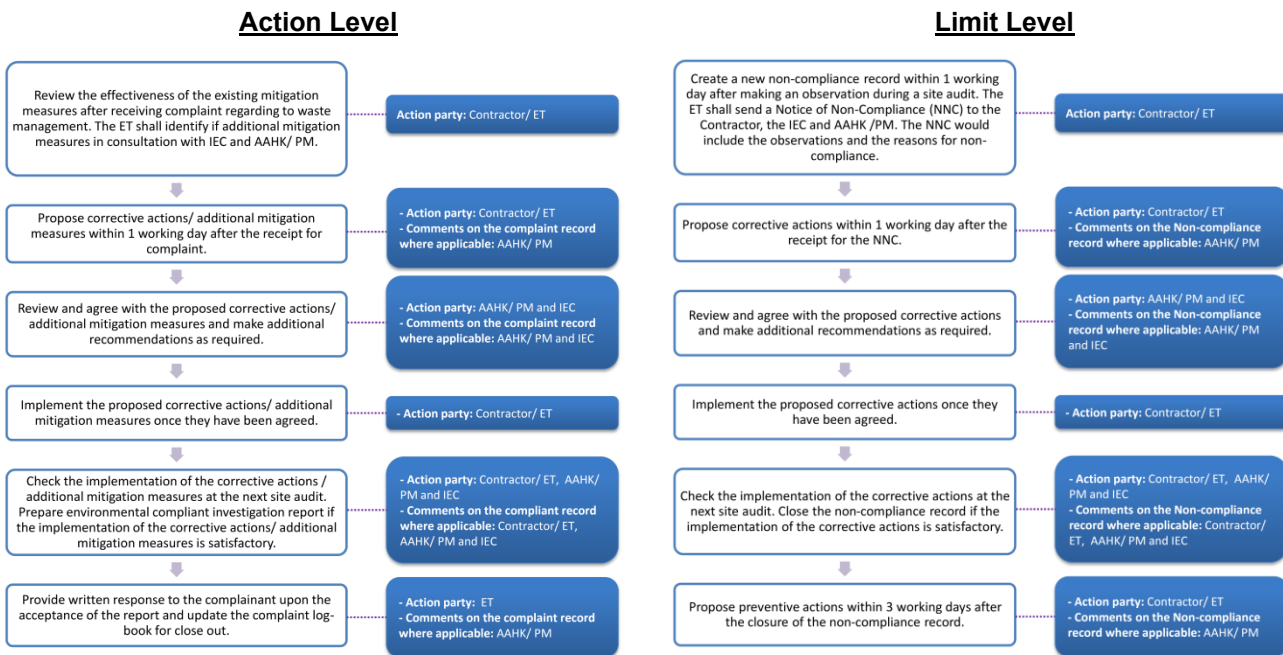 Action Level
Review the effectiveness of the existing mitigation
measures after receiving complaint regarding to waste
management. The ET shall identify if additional mitigation
measures in consultation with IEC and AAHK/ PM.
Action party: Contractor/ ET
Propose corrective actions/ additional mitigation
measures within 1 working day after the receipt for
complaint.
- Action party: Contractor/ ET
- Comments on the complaint record
where applicable: AAHK/ PM
Review and agree with the proposed corrective actions/
additional mitigation measures and make additional
recommendations as required.
- Action party: AAHK/ PM and IEC
- Comments on the complaint record
where applicable: AAHK/ PM and IEC
Implement the proposed corrective actions/ additional
mitigation measures once they have been agreed.
- Action party: Contractor/ ET
Check the implementation of the corrective actions /
additional mitigation measures at the next site audit.
Prepare environmental compliant investigation report if
the implementation of the corrective actions/ additional
mitigation measures is satisfactory.
- Action party: Contractor/ ET, AAHK/
PM and IEC
- Comments on the compliant record
where applicable: Contractor/ ET,
AAHK/ PM and IEC
Provide written response to the complainant upon the
acceptance of the report and update the complaint log-
book for close out.
- Action party: ET
- Comments on the complaint record
where applicable: AAHK/ PM
Limit Level
Create a new non-compliance record within 1 working
day after making an observation during a site audit. The
ET shall send a Notice of Non-Compliance (NNC) to the
Contractor, the IEC and AAHK /PM. The NNC would
include the observations and the reasons for non-
compliance.
Action party: Contractor/ ET
Propose corrective actions within 1 working day after the
receipt for the NNC.
- Action party: Contractor/ ET
- Comments on the Non-compliance
record where applicable: AAHK/ PM
Review and agree with the proposed corrective actions
and make additional recommendations as required.
- Action party: AAHK/ PM and IEC
- Comments on the Non-compliance
record where applicable: AAHK/ PM
and IEC
Implement the proposed corrective actions once they
have been agreed.
- Action party: Contractor/ ET
Check the implementation of the corrective actions at the
next site audit. Close the non-compliance record if the
implementation of the corrective actions is satisfactory.
- Action party: Contractor/ ET, AAHK/
PM and IEC
- Comments on the Non-compliance
record where applicable: Contractor/
ET, AAHK/ PM and IEC
Propose preventive actions within 3 working days after
the closure of the non-compliance record.
- Action party: Contractor/ ET
- Comments on the Non-compliance
record where applicable: AAHK/ PM